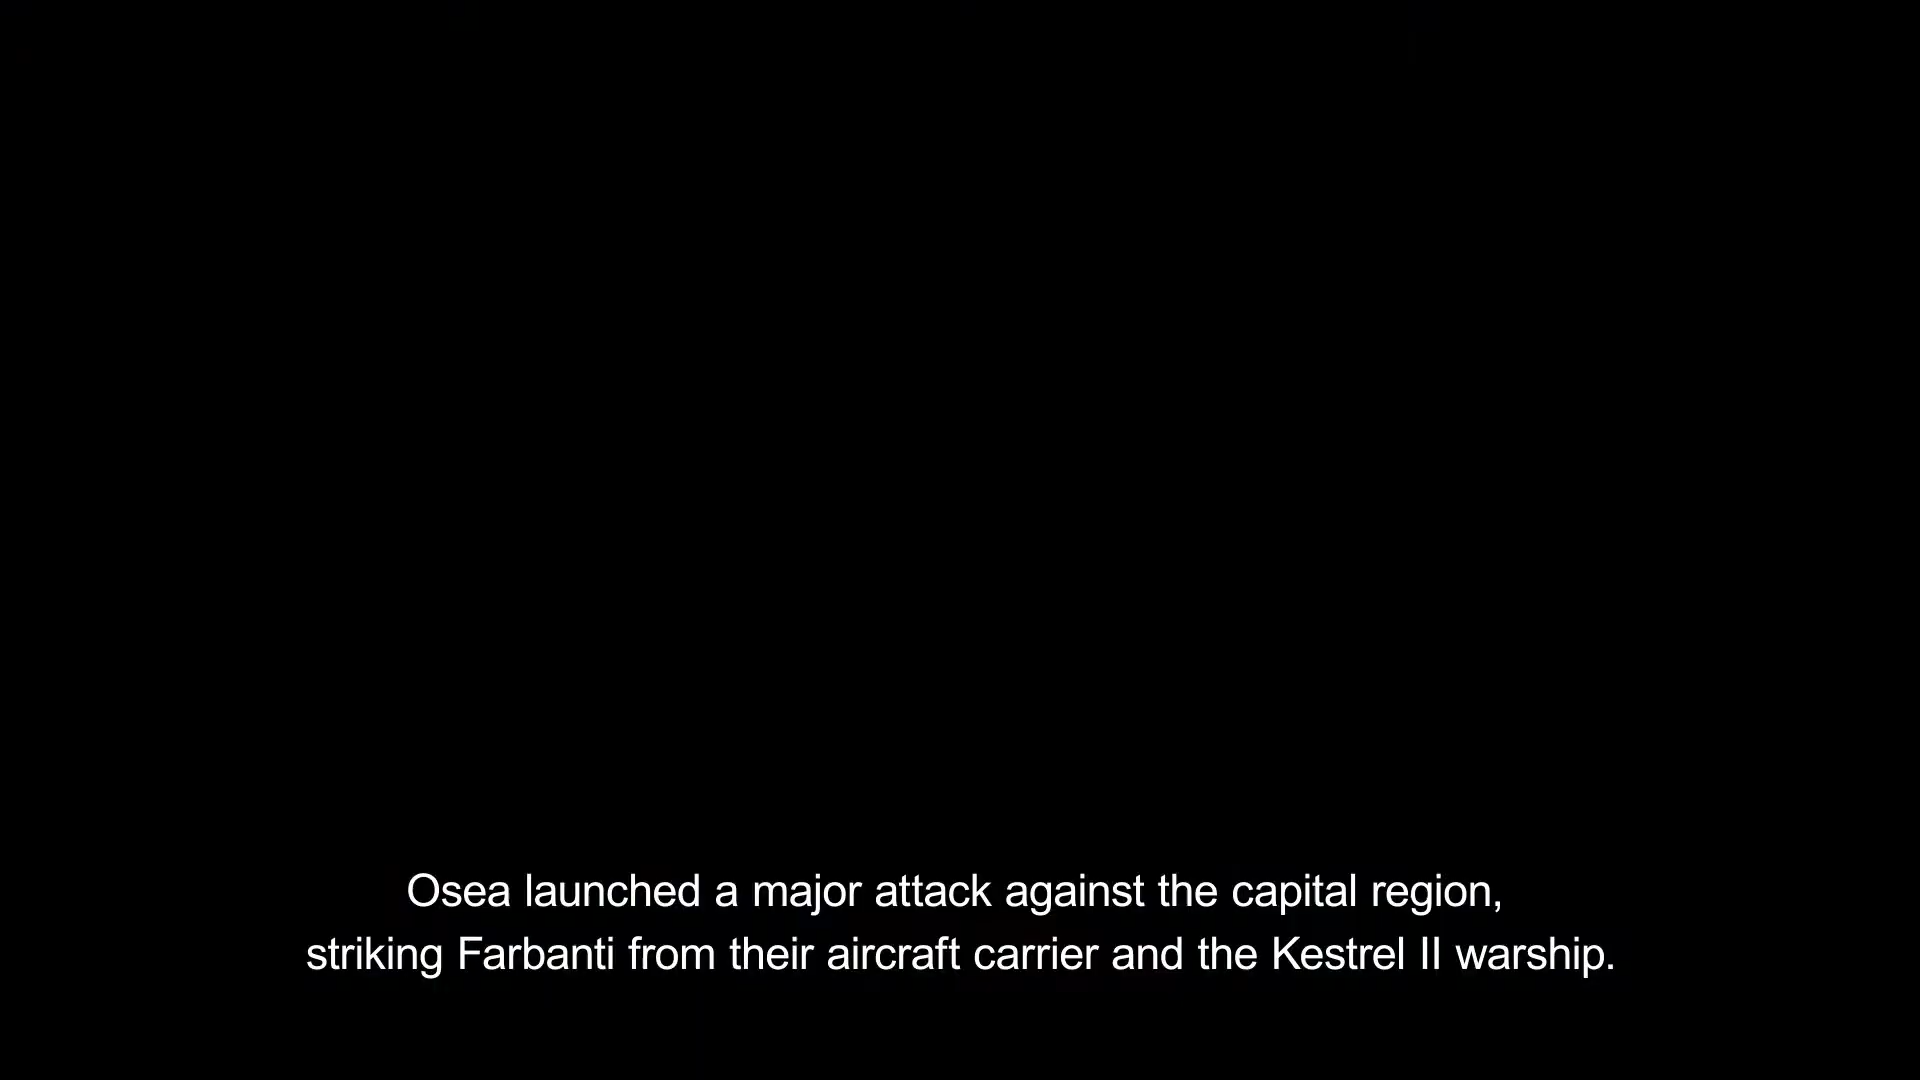 Osea launched a major attack against the capital region,
striking Farbanti from their aircraft carrier and the Kestrel II warship.